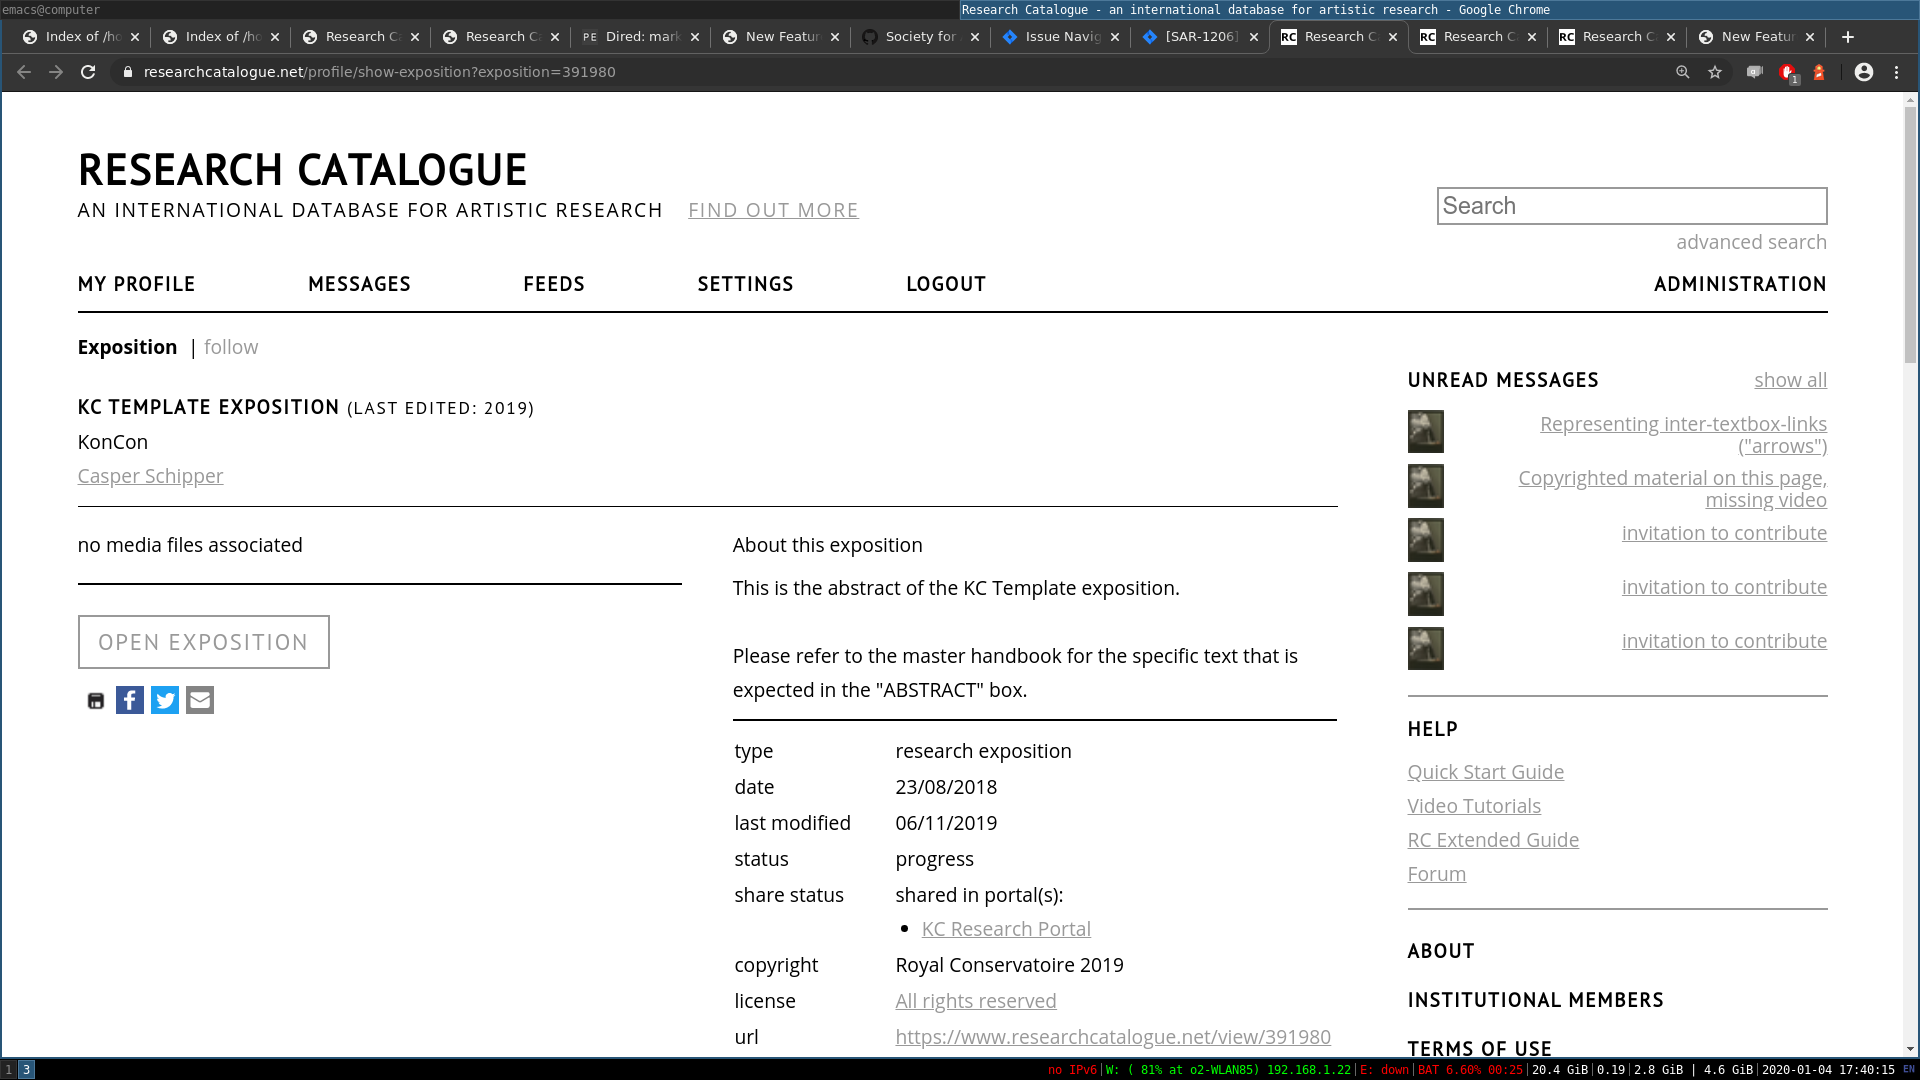 emacs@computer
Research Catalogue - an international database for artistic research - Google Chrome
Index of /ho
Index of /ho
Research Ca
Research Ca
PE Dired: mark
New Featur
Society for
Issue Navig
[SAR-1206]
RC Research C
RC Research C
RC Research C
New Featur
researchcatalogue.net/profile/show-exposition?exposition=391980
1
RESEARCH CATALOGUE
AN INTERNATIONAL DATABASE FOR ARTISTIC RESEARCH FIND OUT MORE
Search
advanced search
MY PROFILE MESSAGES FEEDS SETTINGS LOGOUT ADMINISTRATION
Exposition | follow
KC TEMPLATE EXPOSITION (LAST EDITED: 2019)
KonCon
Casper Schipper
no media files associated
OPEN EXPOSITION
About this exposition
This is the abstract of the KC Template exposition.
Please refer to the master handbook for the specific text that is
expected in the "ABSTRACT" box.
type research exposition
date 23/08/2018
last modified 06/11/2019
status progress
share status shared in portal(s):
• KC Research Portal
copyright Royal Conservatoire 2019
license All rights reserved
url https://www.researchcatalogue.net/view/391980
UNREAD MESSAGES show all
Representing inter-textbox-links
("arrows")
Copyrighted material on this page,
missing video
invitation to contribute
invitation to contribute
invitation to contribute
HELP
Quick Start Guide
Video Tutorials
RC Extended Guide
Forum
ABOUT
INSTITUTIONAL MEMBERS
TERMS OF USE
1 3
no IPv6|W: ( 81% at o2-WLAN85) 192.168.1.22|E: down|BAT 6.60% 00:25|20.4 GiB|0.19|2.8 GiB | 4.6 GiB|2020-01-04 17:40:15 EN